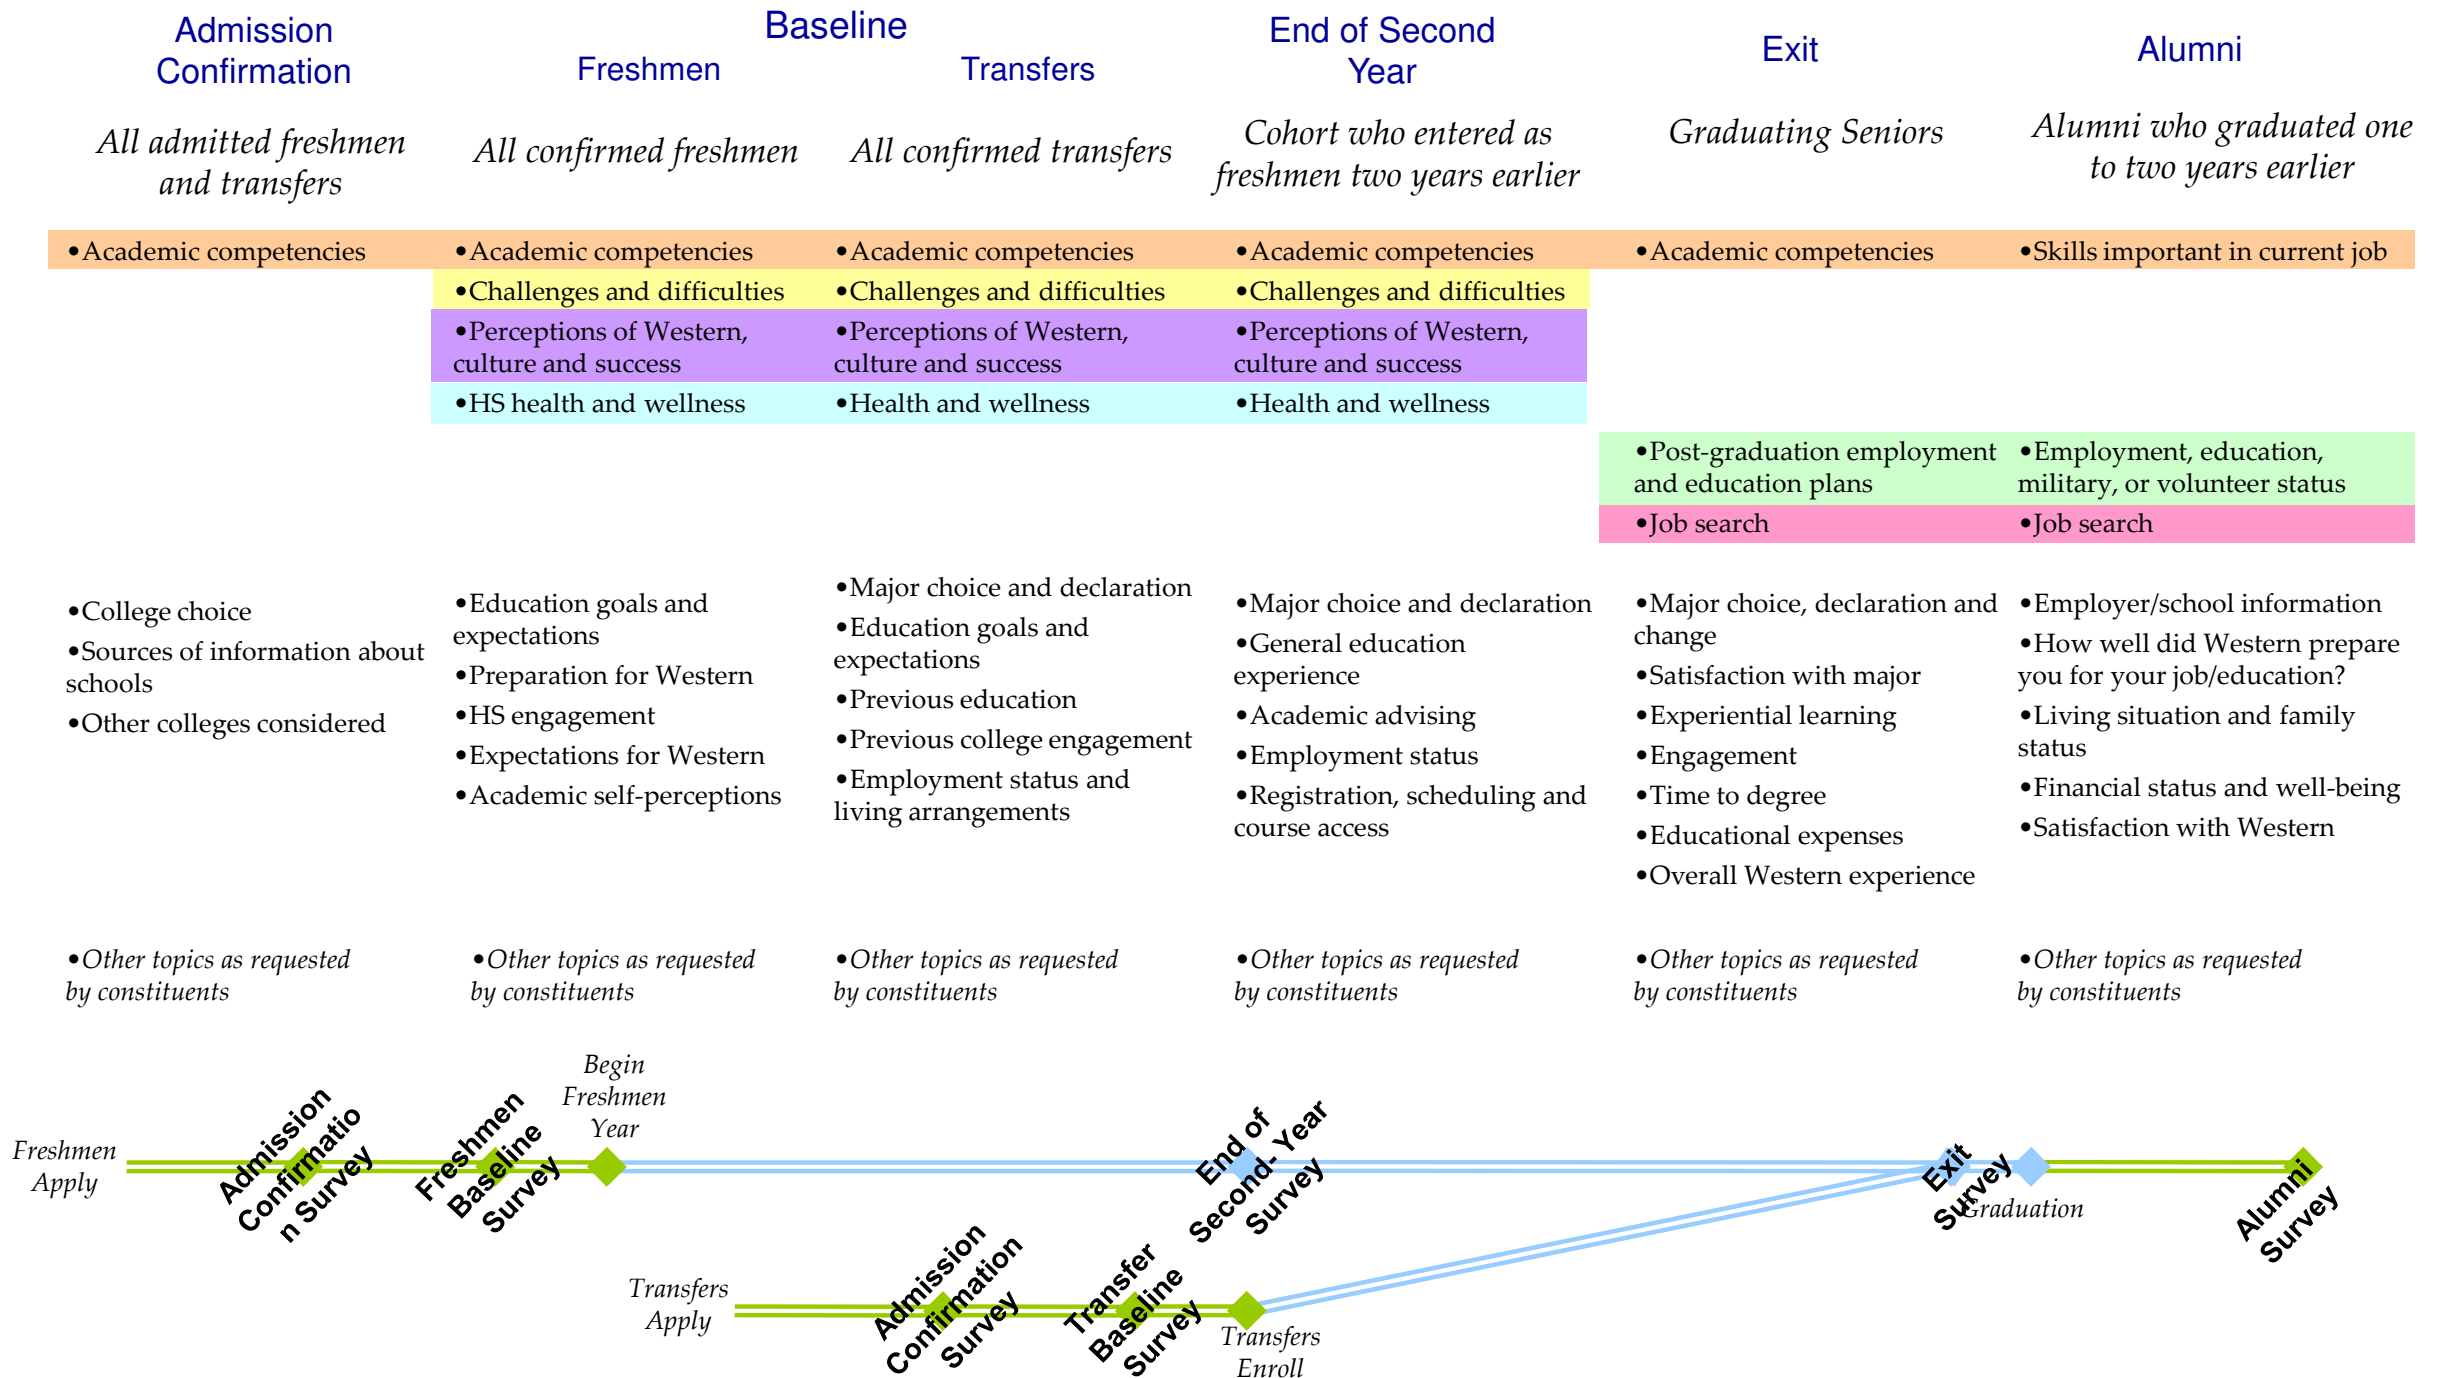 Admission
Confirmation
Baseline
Freshmen
Transfers
End of Second
Year
Exit
Alumni
All admitted freshmen
and transfers
All confirmed freshmen
All confirmed transfers
Cohort who entered as
freshmen two years earlier
Graduating Seniors
Alumni who graduated one
to two years earlier
•Academic competencies
•Academic competencies
•Academic competencies
•Academic competencies
•Academic competencies
•Skills important in current job
•Challenges and difficulties
•Challenges and difficulties
•Challenges and difficulties
•Perceptions of Western,
culture and success
•Perceptions of Western,
culture and success
•Perceptions of Western,
culture and success
•HS health and wellness
•Health and wellness
•Health and wellness
•Post-graduation employment
and education plans
•Employment, education,
military, or volunteer status
•Job search
•Job search
•College choice
•Sources of information about
schools
•Other colleges considered
•Education goals and
expectations
•Preparation for Western
•HS engagement
•Expectations for Western
•Academic self-perceptions
•Major choice and declaration
•Education goals and
expectations
•Previous education
•Previous college engagement
•Employment status and
living arrangements
•Major choice and declaration
•General education
experience
•Academic advising
•Employment status
•Registration, scheduling and
course access
•Major choice, declaration and
change
•Satisfaction with major
•Experiential learning
•Engagement
•Time to degree
•Educational expenses
•Overall Western experience
•Employer/school information
•How well did Western prepare
you for your job/education?
•Living situation and family
status
•Financial status and well-being
•Satisfaction with Western
•Other topics as requested
by constituents
•Other topics as requested
by constituents
•Other topics as requested
by constituents
•Other topics as requested
by constituents
•Other topics as requested
by constituents
•Other topics as requested
by constituents
Freshmen
Apply
Admission
Confirmatio
n Survey
Freshmen
Baseline
Survey
Begin
Freshmen
Year
End of
Second- Year
Survey
Exit
Survey
Graduation
Alumni
Survey
Transfers
Apply
Admission
Confirmation
Survey
Transfer
Baseline
Survey
Transfers
Enroll